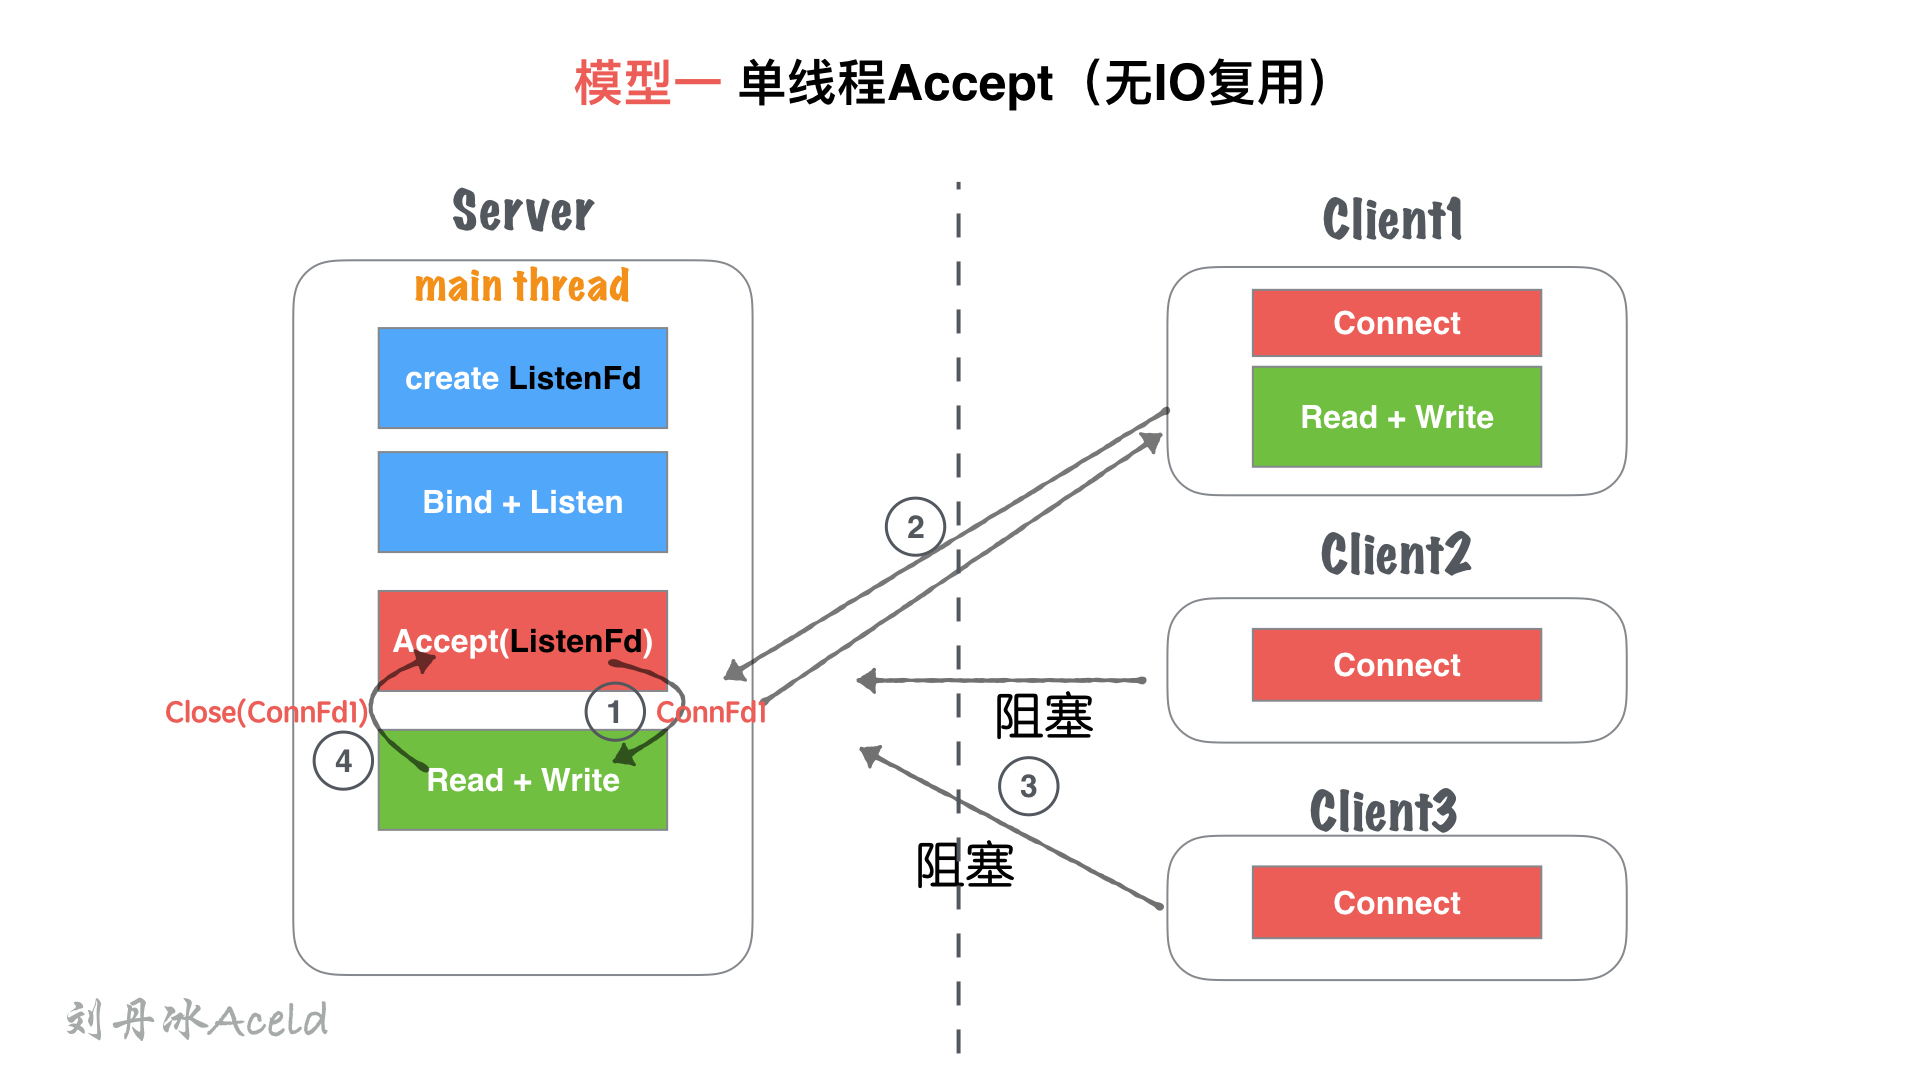 模型一 单线程Accept（无IO复用）
Server
main thread
create ListenFd
Bind + Listen
Accept(ListenFd)
Close(ConnFd1)
1
ConnFd1
4
Read + Write
2
阻塞
3
阻塞
Client1
Connect
Read + Write
Client2
Connect
Client3
Connect
刘丹冰Aceld